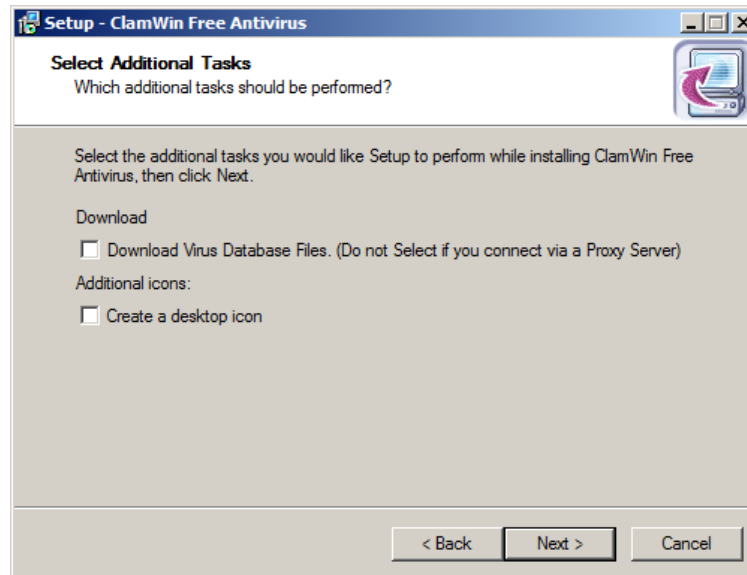 Setup - ClamWin Free Antivirus
Select Additional Tasks
Which additional tasks should be performed?
Select the additional tasks you would like Setup to perform while installing ClamWin Free
Antivirus, then click Next.
Download
Download Virus Database Files. (Do not Select if you connect via a Proxy Server)
Additional icons:
Create a desktop icon
< Back
Next >
Cancel